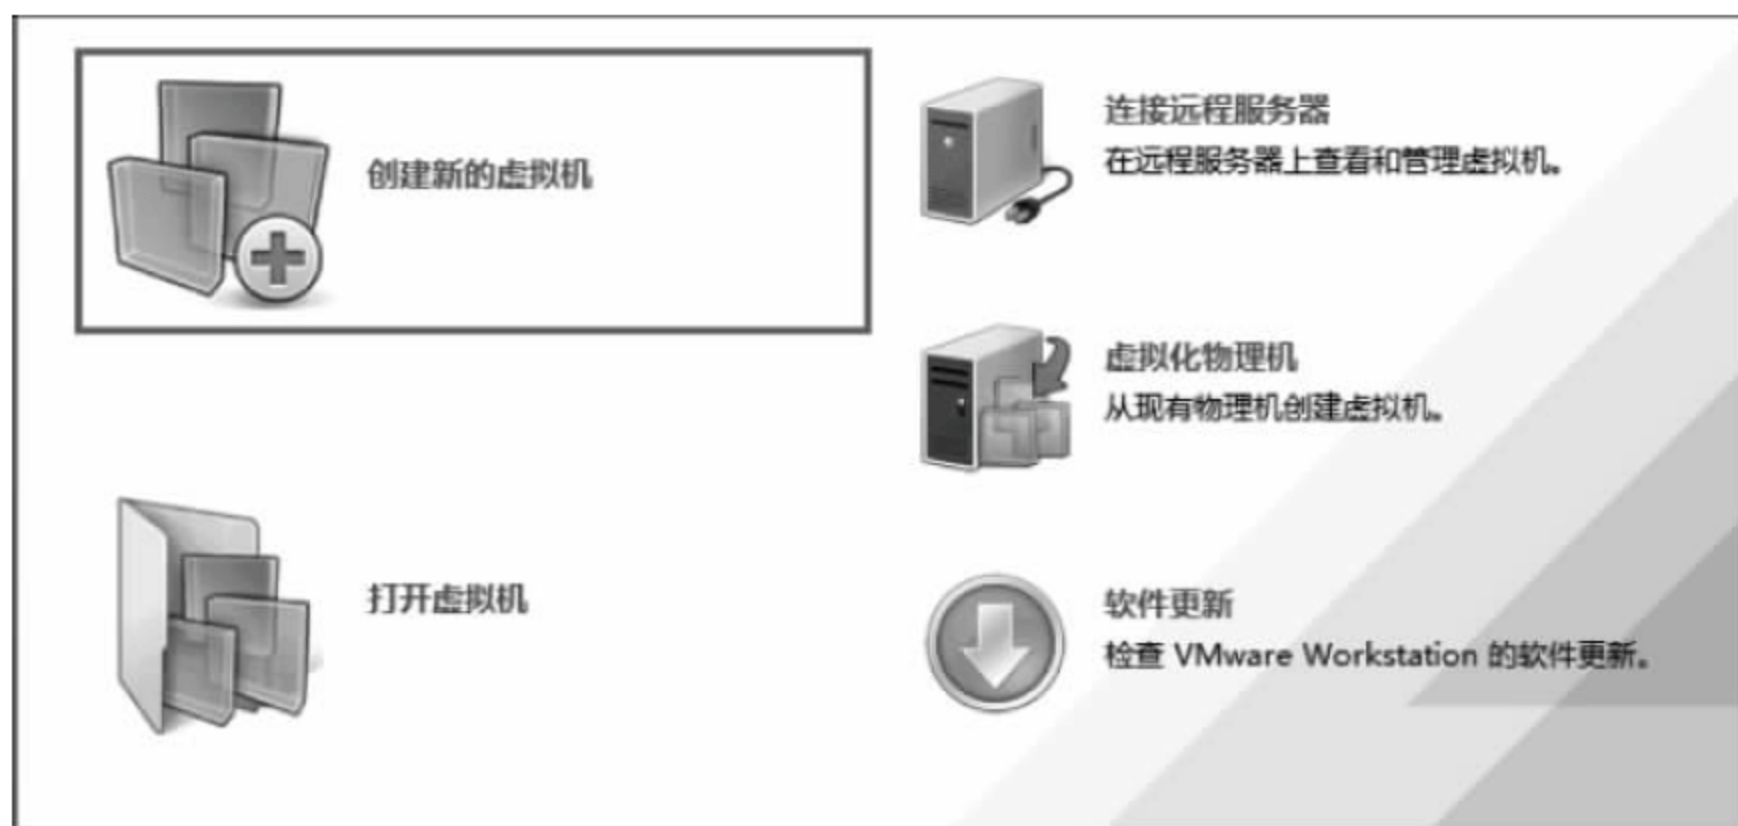 创建新的虚拟机
打开虚拟机
连接远程服务器
在远程服务器上查看和管理虚拟机。
虚拟化物理机
从现有物理机创建虚拟机。
软件更新
检查 VMware Workstation 的软件更新。